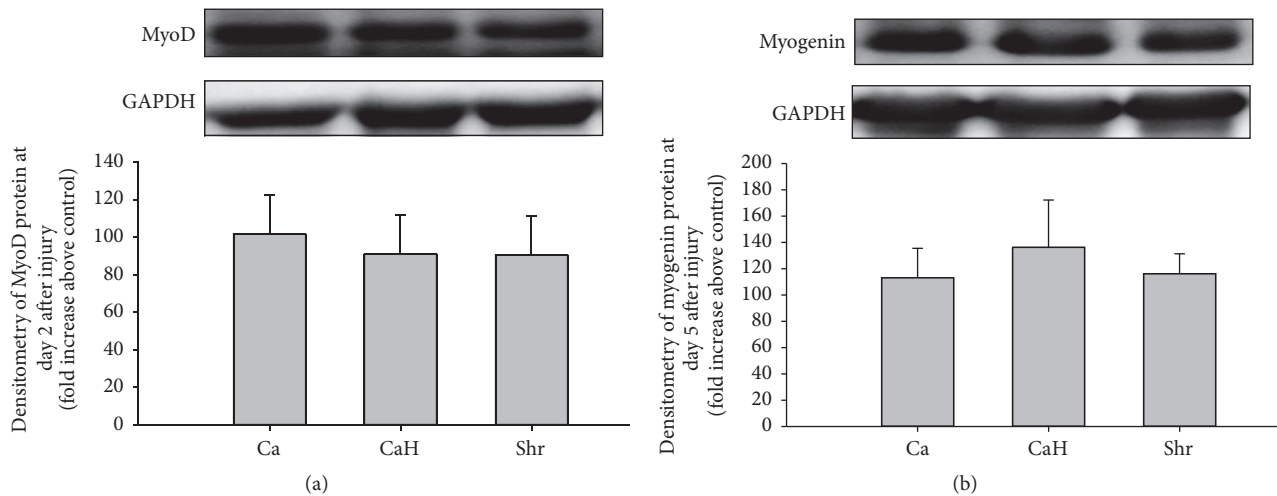 MyoD
GAPDH
Densitometry of MyoD protein at
day 2 after injury
(fold increase above control)
140
120
100
80
60
40
20
0
Ca CaH Shr
(a)
Myogenin
GAPDH
Densitometry of myogenin protein at
day 5 after injury
(fold increase above control)
200
180
160
140
120
100
80
60
40
20
0
Ca CaH Shr
(b)